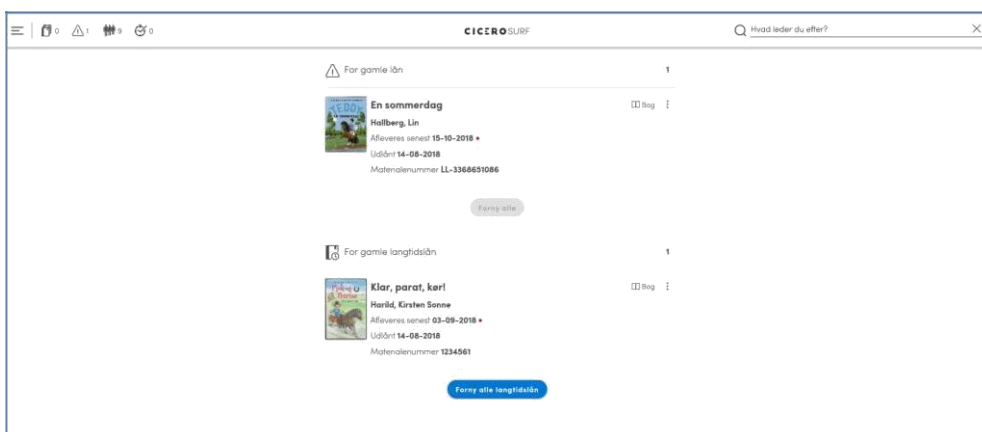 0 1 9 0 CICEROSURF Hvad leder du efter?
For gamle lån 1
TEDDY
En sommerdag Bog
Hallberg, Lin
Afleveres senest 15-10-2018
Udlånt 14-08-2018
Materialenummer LL-3368651086
Forny alle
For gamle langtidslån 1
Klar, parat, kør! Bog
Harild, Kirsten Sonne
Afleveres senest 03-09-2018
Udlånt 14-08-2018
Materialenummer 1234561
Forny alle langtidslån